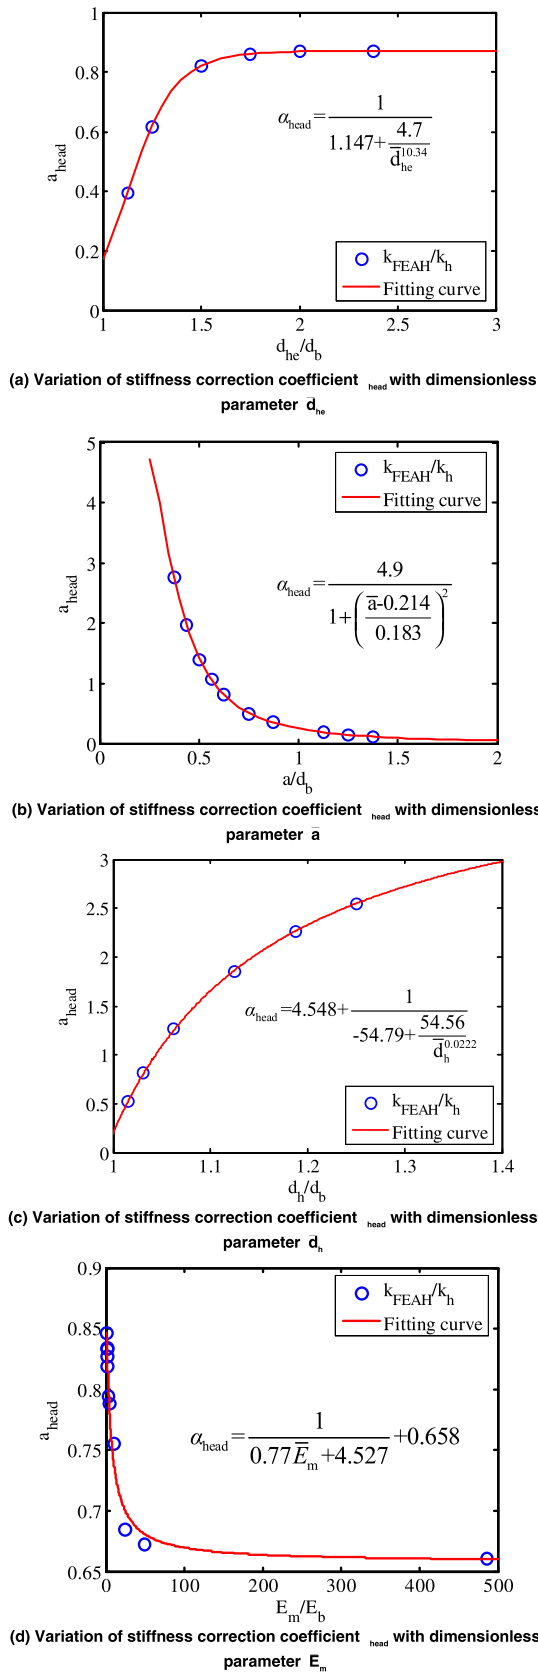 1
0.8
0.6
0.4
0.2
0
a_head
α_head = 1 / (1.147+ 4.7 / d̅_he^10.34)
k_FEAH/k_h
Fitting curve
1 1.5 2 2.5 3
d_he/d_b
(a) Variation of stiffness correction coefficient head with dimensionless
parameter d̅_he
5
4
3
2
1
0
a_head
k_FEAH/k_h
Fitting curve
α_head = 4.9 / (1+ ((a̅-0.214) / 0.183)^2)
0 0.5 1 1.5 2
a/d_b
(b) Variation of stiffness correction coefficient head with dimensionless
parameter a̅
3
2.5
2
1.5
1
0.5
0
a_head
α_head =4.548+ 1 / (-54.79+ 54.56 / d̅_h^0.0222)
k_FEAH/k_h
Fitting curve
1 1.1 1.2 1.3 1.4
d_h/d_b
(c) Variation of stiffness correction coefficient head with dimensionless
parameter d̅_h
0.9
0.85
0.8
0.75
0.7
0.65
a_head
k_FEAH/k_h
Fitting curve
α_head = 1 / (0.77E̅_m +4.527) +0.658
0 100 200 300 400 500
E_m/E_b
(d) Variation of stiffness correction coefficient head with dimensionless
parameter E_m